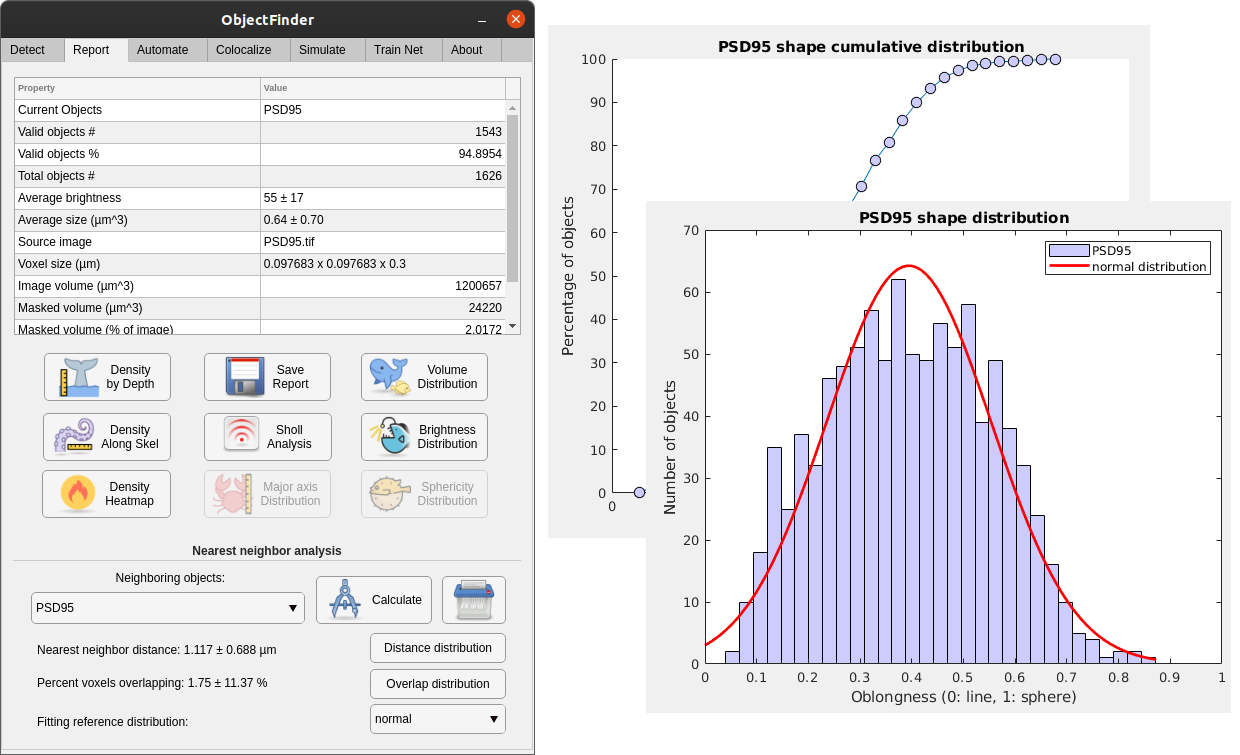 ObjectFinder
Detect Report Automate Colocalize Simulate Train Net About
Property Value
Current Objects PSD95
Valid objects # 1543
Valid objects % 94.8954
Total objects # 1626
Average brightness 55 ± 17
Average size (µm^3) 0.64 ± 0.70
Source image PSD95.tif
Voxel size (µm) 0.097683 x 0.097683 x 0.3
Image volume (µm^3) 1200657
Masked volume (µm^3) 24220
Masked volume (% of image) 2.0172
Density
by Depth
Save
Report
Volume
Distribution
Density
Along Skel
Sholl
Analysis
Brightness
Distribution
Density
Heatmap
Major axis
Distribution
Sphericity
Distribution
Nearest neighbor analysis
Neighboring objects:
PSD95
Calculate
Nearest neighbor distance: 1.117 ± 0.688 µm
Distance distribution
Percent voxels overlapping: 1.75 ± 11.37 %
Overlap distribution
Fitting reference distribution:
normal
PSD95 shape cumulative distribution
Percentage of objects
100
90
80
70
60
50
40
30
20
10
0
0
PSD95 shape distribution
PSD95
normal distribution
Number of objects
70
60
50
40
30
20
10
0
0 0.1 0.2 0.3 0.4 0.5 0.6 0.7 0.8 0.9 1
Oblongness (0: line, 1: sphere)